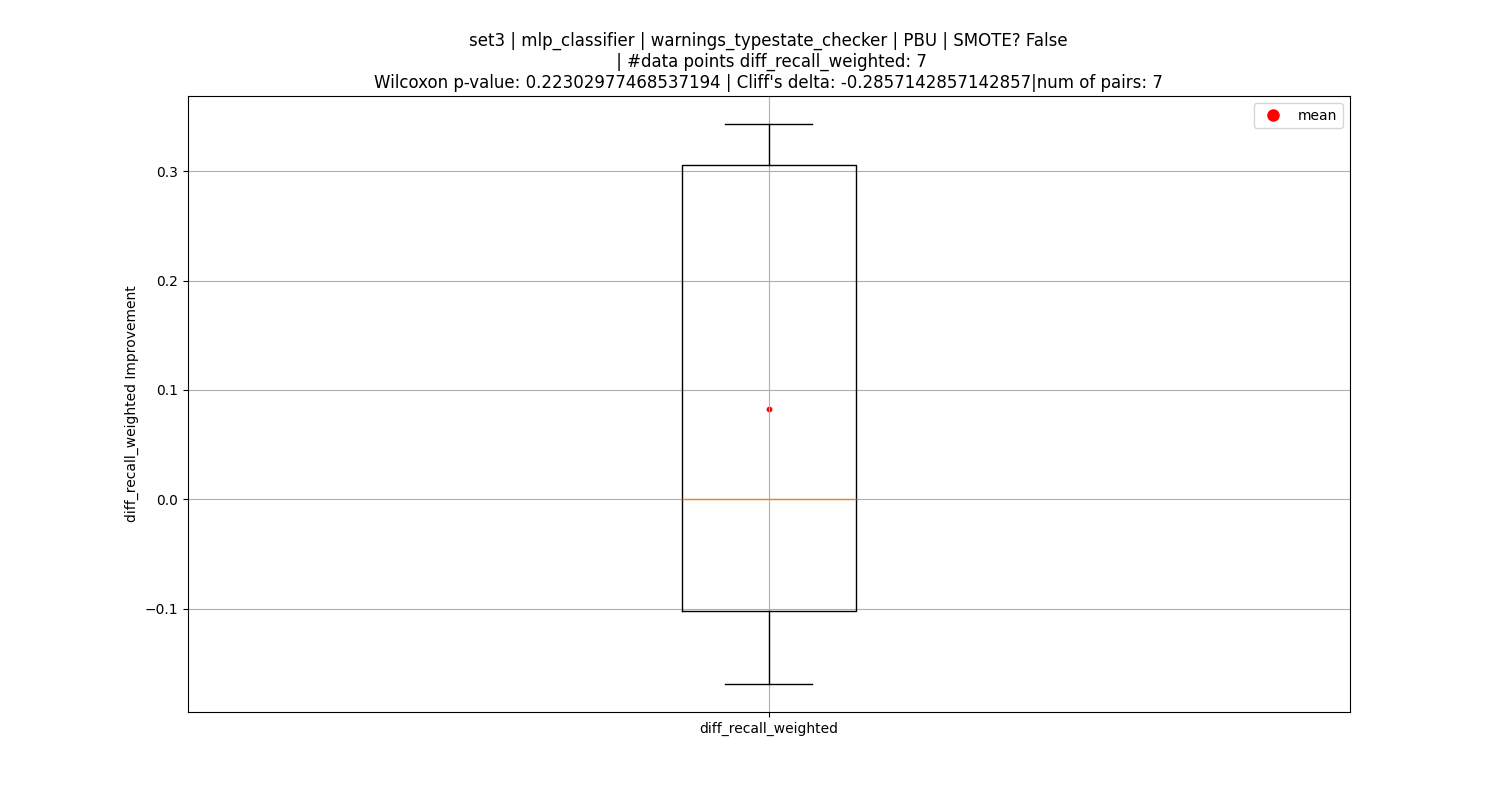 set3 | mlp_classifier | warnings_typestate_checker | PBU | SMOTE? False
| #data points diff_recall_weighted: 7
Wilcoxon p-value: 0.22302977468537194 | Cliff's delta: -0.2857142857142857|num of pairs: 7
mean
0.3
0.2
0.1
0.0
−0.1
diff_recall_weighted Improvement
diff_recall_weighted